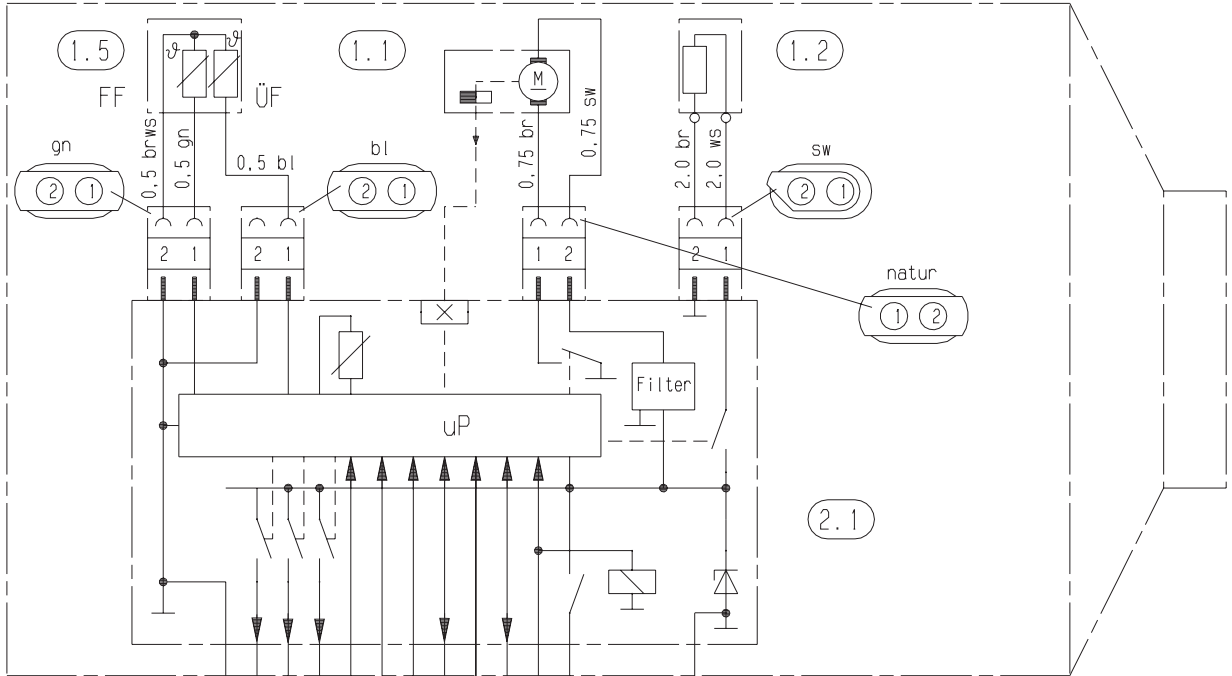 1.5
1.1
1.2
ϑ
ϑ
FF
ÜF
M
0,5 brws
0,5 gn
0,5 bl
0,75 br
0,75 sw
2.0 br
2,0 ws
gn
2 1
bl
2 1
sw
2 1
2 1
2 1
1 2
2 1
natur
1 2
Filter
uP
2.1